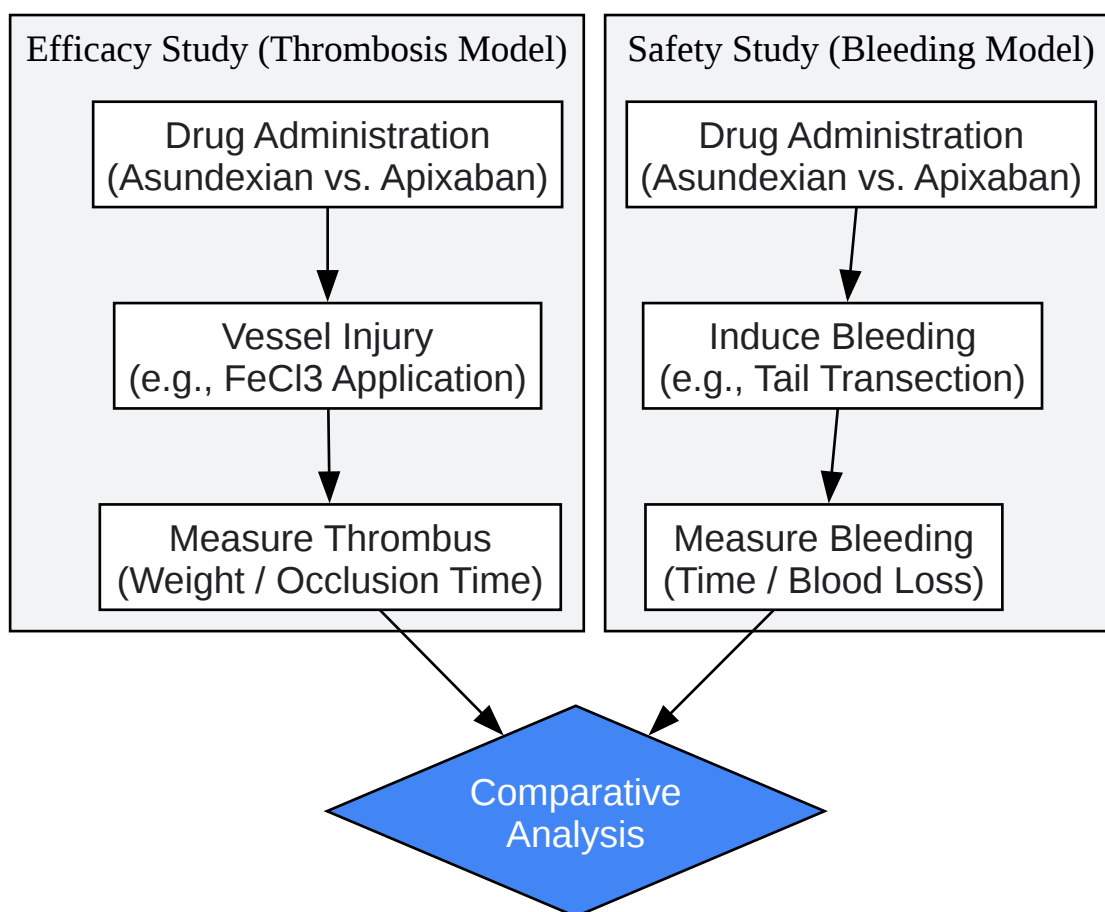 Efficacy Study (Thrombosis Model)
Drug Administration
(Asundexian vs. Apixaban)
Vessel Injury
(e.g., FeCl3 Application)
Measure Thrombus
(Weight / Occlusion Time)
Safety Study (Bleeding Model)
Drug Administration
(Asundexian vs. Apixaban)
Induce Bleeding
(e.g., Tail Transection)
Measure Bleeding
(Time / Blood Loss)
Comparative
Analysis